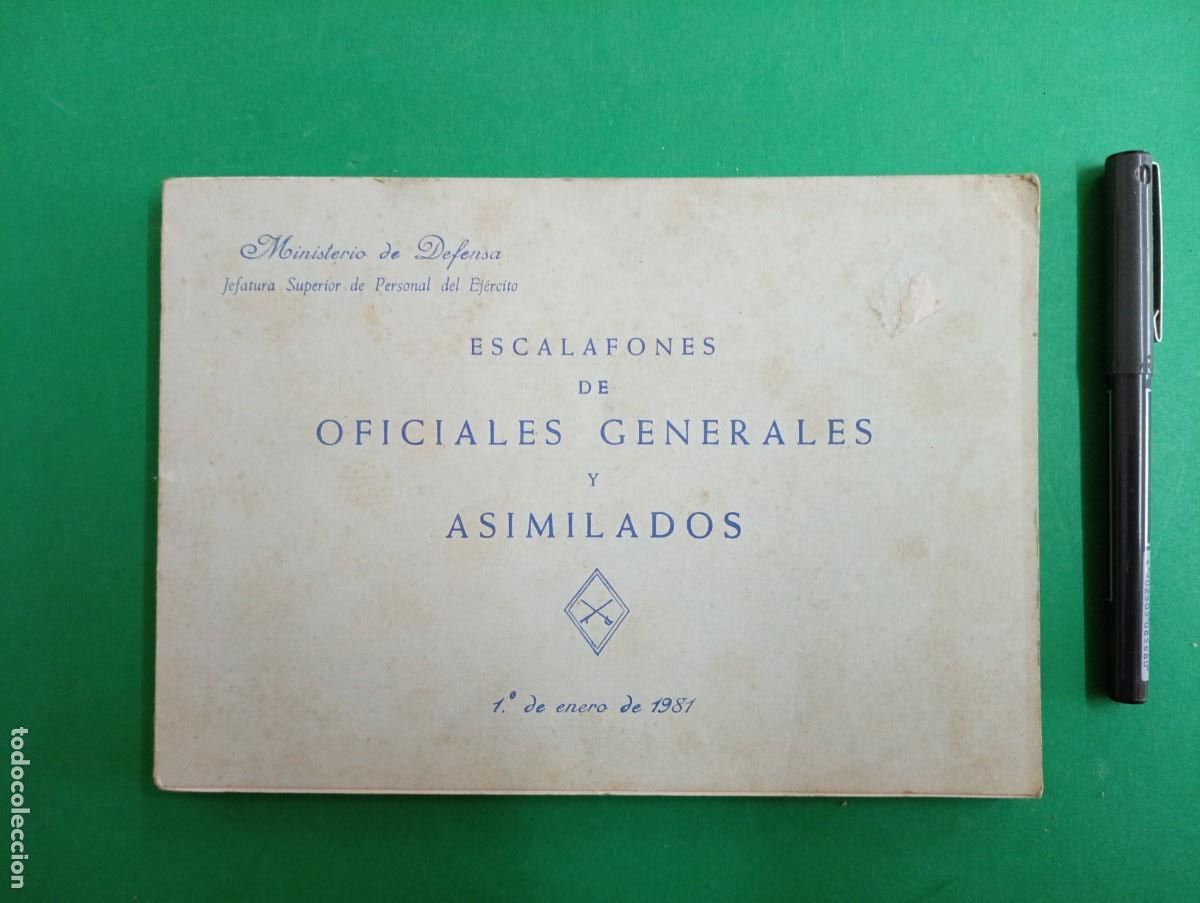 Ministerio de Defensa
Jefatura Superior de Personal del Ejército
ESCALAFONES
DE
OFICIALES GENERALES
Y
ASIMILADOS
1.º de enero de 1981
todocoleccion